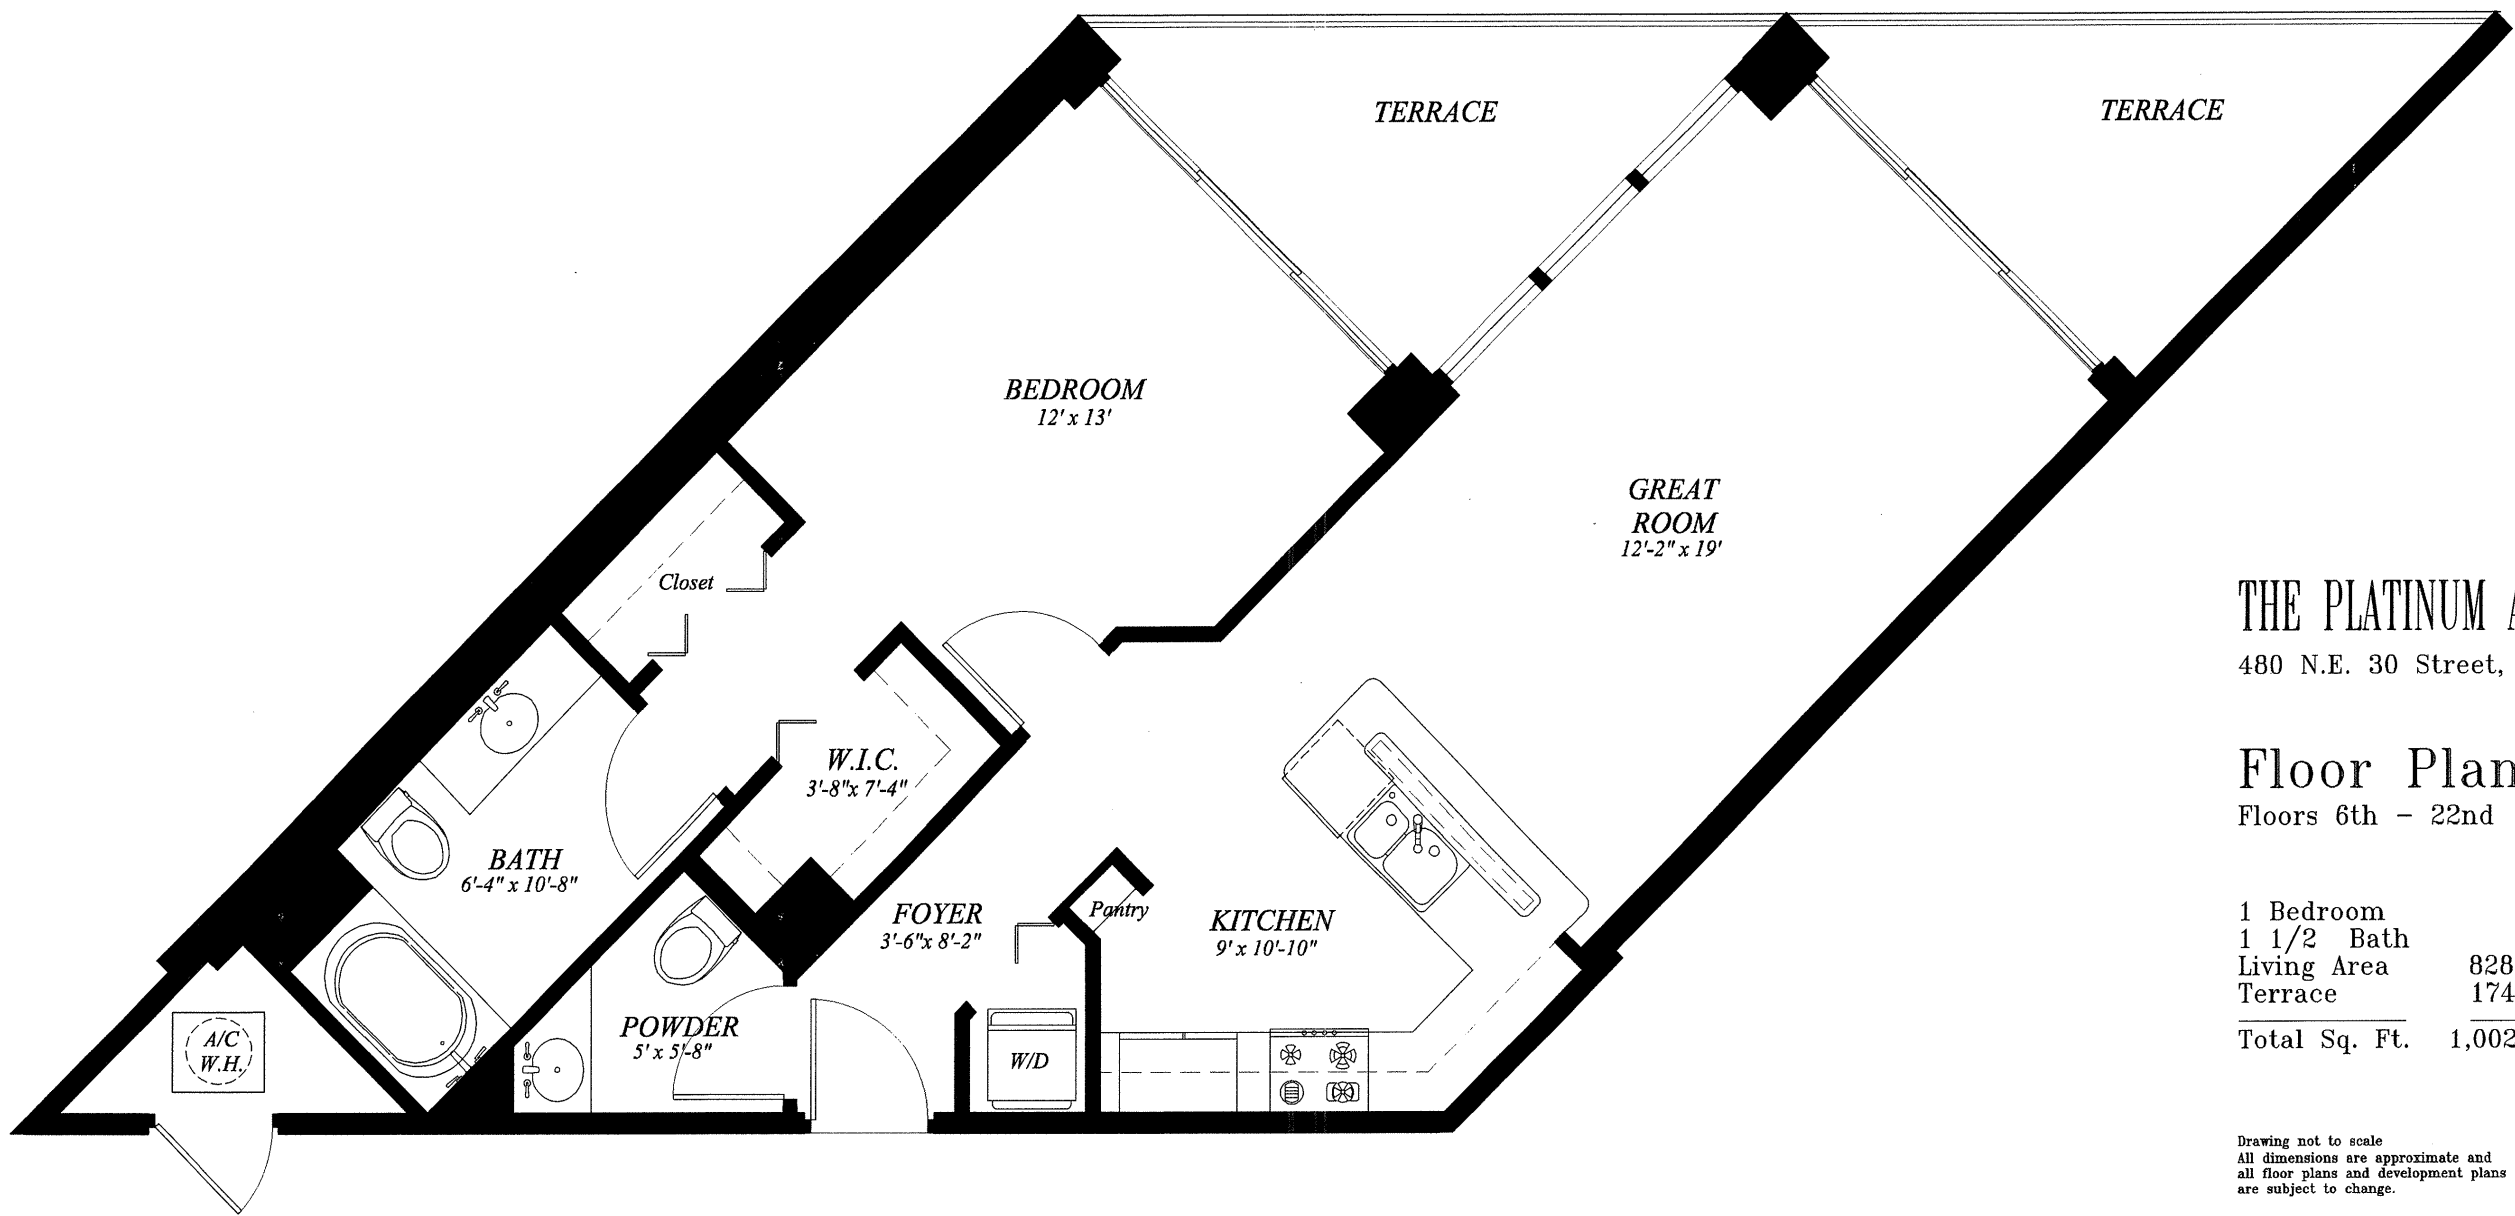 TERRACE
TERRACE
BEDROOM
12' x 13'
GREAT
ROOM
12'-2" x 19'
Closet
W.I.C.
3'-8"x 7'-4"
BATH
6'-4" x 10'-8"
FOYER
3'-6"x 8'-2"
Pantry
KITCHEN
9' x 10'-10"
POWDER
5' x 5'-8"
A/C
W.H.
W/D
THE PLATINUM A
480 N.E. 30 Street,
Floor Plan
Floors 6th - 22nd
1 Bedroom
1 1/2 Bath
Living Area 828
Terrace 174
Total Sq. Ft. 1,002
Drawing not to scale
All dimensions are approximate and
all floor plans and development plans
are subject to change.